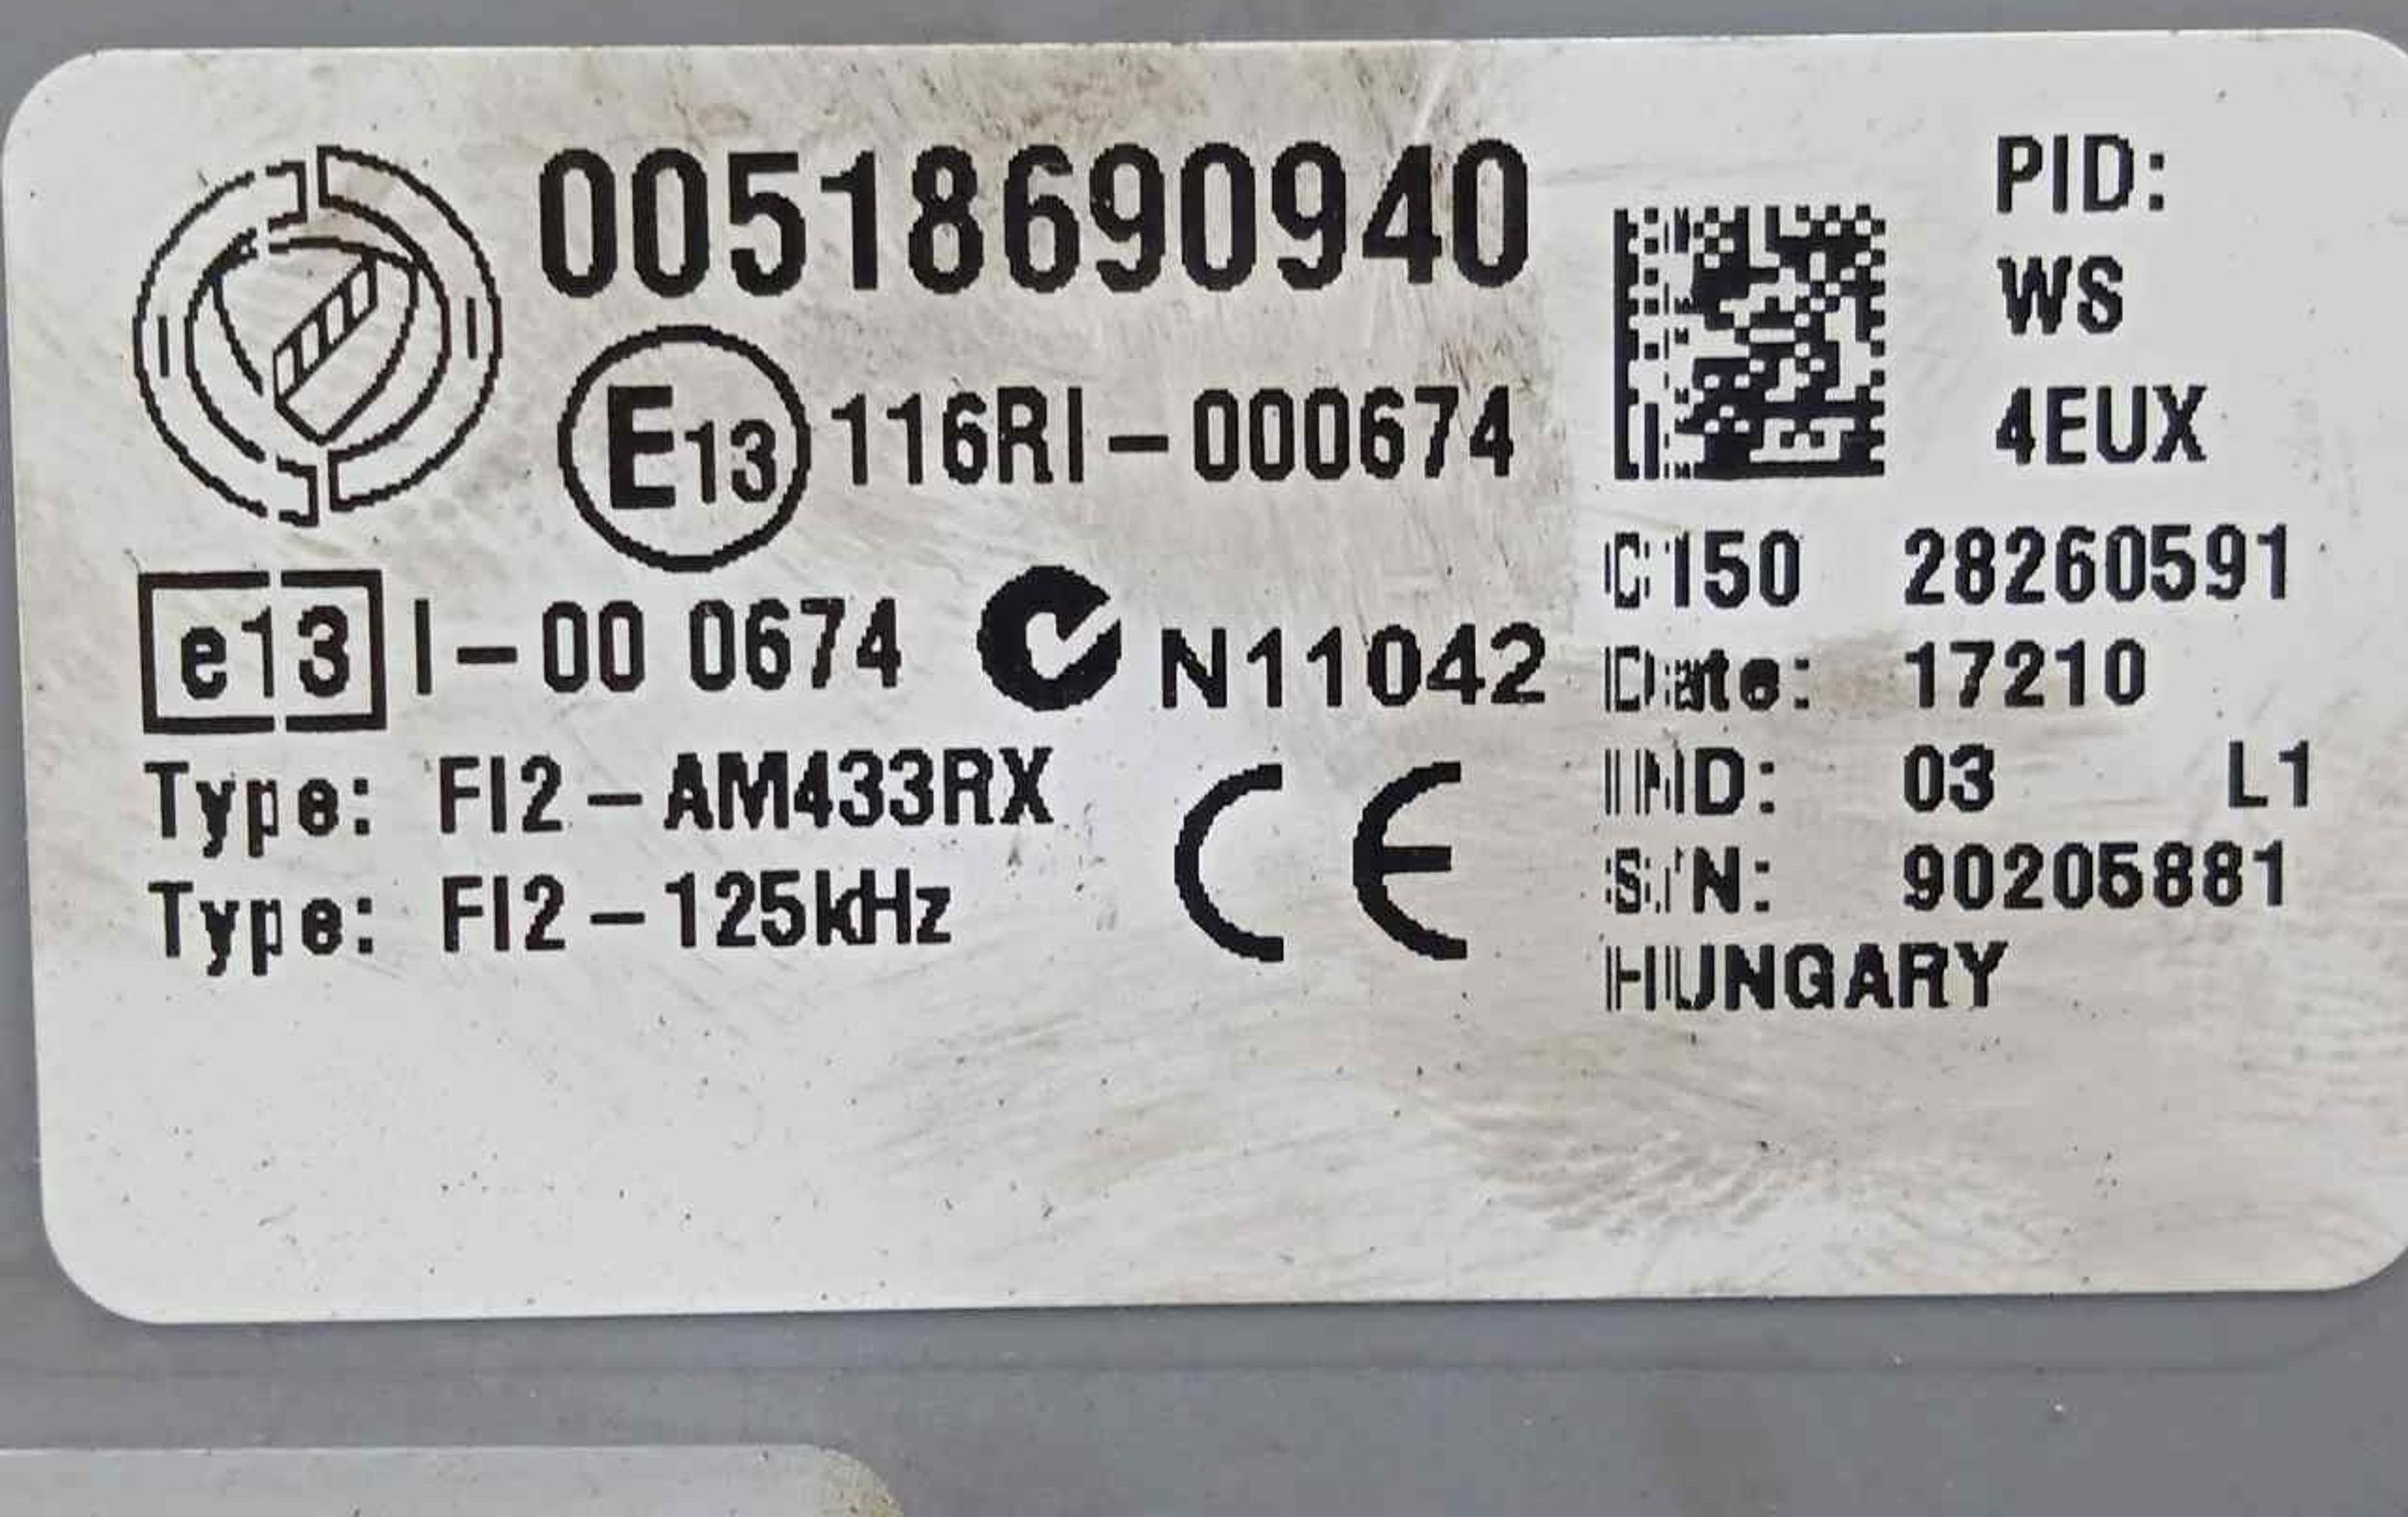 00518690940
E13 116RI-000674
e13 I-00 0674 N11042
Type: FI2-AM433RX
Type: FI2-125kHz
CE
PID:
WS
4EUX
C150 28260591
Date: 17210
IND: 03 L1
S/N: 90205881
HUNGARY